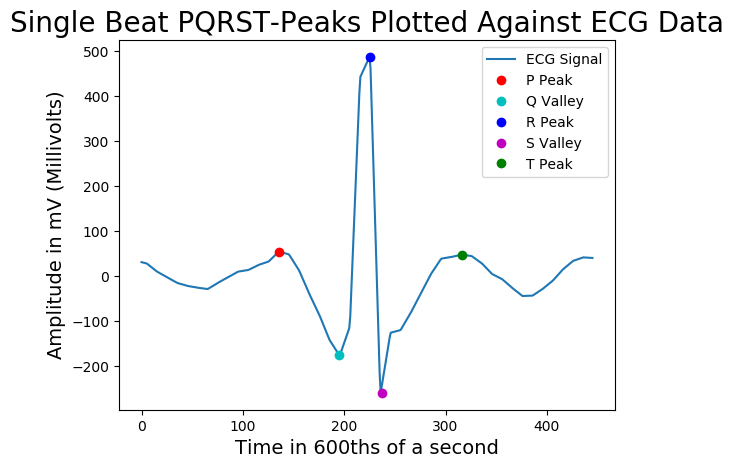 Single Beat PQRST-Peaks Plotted Against ECG Data
Amplitude in mV (Millivolts)
500
400
300
200
100
0
−100
−200
ECG Signal
P Peak
Q Valley
R Peak
S Valley
T Peak
0 100 200 300 400
Time in 600ths of a second